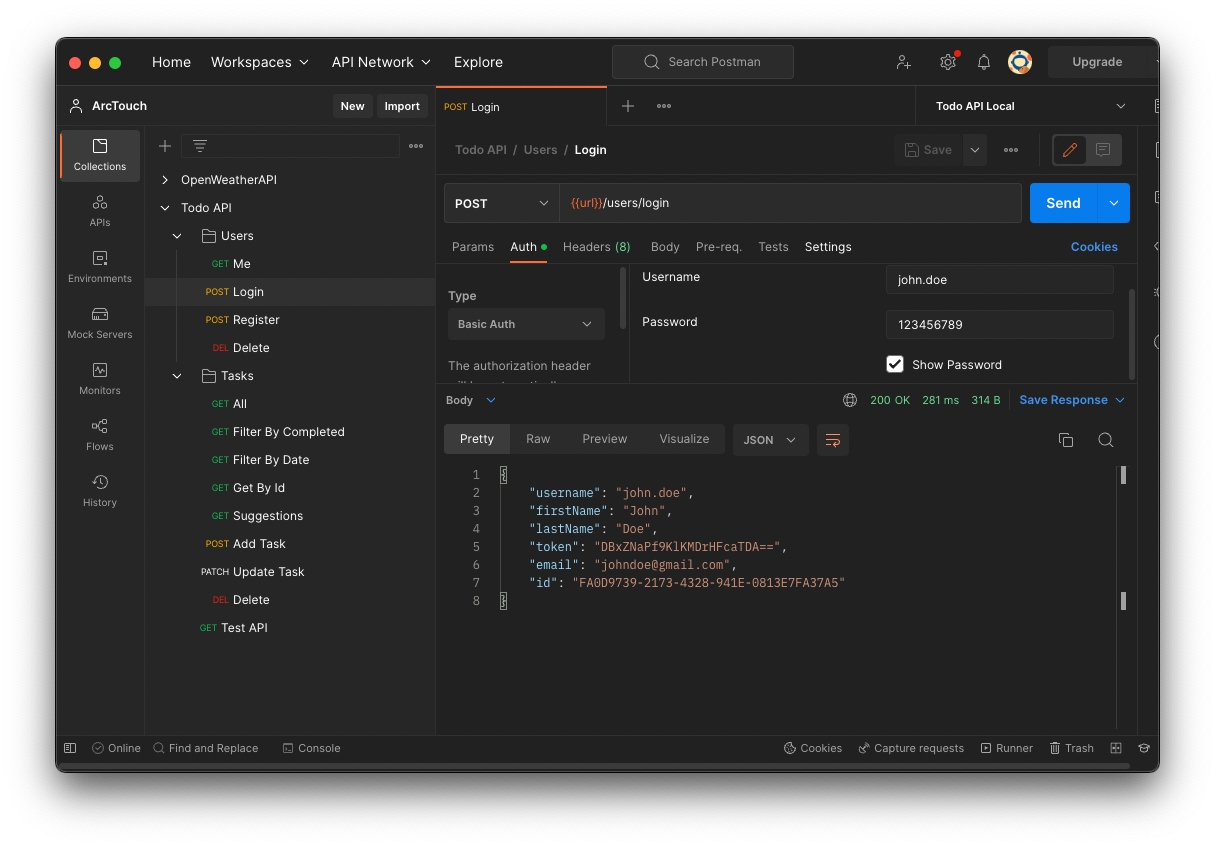 Home Workspaces API Network Explore Search Postman Upgrade
ArcTouch New Import POST Login Todo API Local
Collections
APIs
Environments
Mock Servers
Monitors
Flows
History
OpenWeatherAPI
Todo API
Users
GET Me
POST Login
POST Register
DEL Delete
Tasks
GET All
GET Filter By Completed
GET Filter By Date
GET Get By Id
GET Suggestions
POST Add Task
PATCH Update Task
DEL Delete
GET Test API
Todo API / Users / Login Save
POST {{url}}/users/login Send
Params Auth Headers (8) Body Pre-req. Tests Settings Cookies
Type
Basic Auth
The authorization header
Username john.doe
Password 123456789
Show Password
Body 200 OK 281 ms 314 B Save Response
Pretty Raw Preview Visualize JSON
1 {
2 "username": "john.doe",
3 "firstName": "John",
4 "lastName": "Doe",
5 "token": "DBxZNaPf9KlKMDrHFcaTDA==",
6 "email": "johndoe@gmail.com",
7 "id": "FA0D9739-2173-4328-941E-0813E7FA37A5"
8 }
Online Find and Replace Console Cookies Capture requests Runner Trash